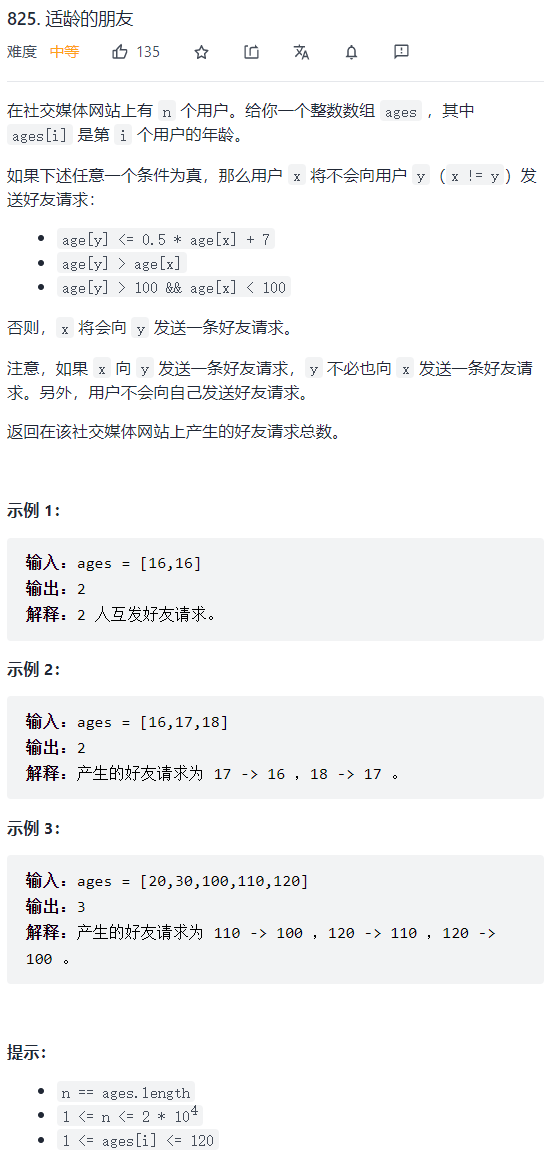 825. 适龄的朋友
难度 中等 135
在社交媒体网站上有 n 个用户。给你一个整数数组 ages ，其中
ages[i] 是第 i 个用户的年龄。
如果下述任意一个条件为真，那么用户 x 将不会向用户 y（x != y）发
送好友请求：
• age[y] <= 0.5 * age[x] + 7
• age[y] > age[x]
• age[y] > 100 && age[x] < 100
否则，x 将会向 y 发送一条好友请求。
注意，如果 x 向 y 发送一条好友请求，y 不必也向 x 发送一条好友请
求。另外，用户不会向自己发送好友请求。
返回在该社交媒体网站上产生的好友请求总数。
示例 1：
输入：ages = [16,16]
输出：2
解释：2 人互发好友请求。
示例 2：
输入：ages = [16,17,18]
输出：2
解释：产生的好友请求为 17 -> 16 ，18 -> 17 。
示例 3：
输入：ages = [20,30,100,110,120]
输出：3
解释：产生的好友请求为 110 -> 100 ，120 -> 110 ，120 ->
100 。
提示：
• n == ages.length
• 1 <= n <= 2 * 10⁴
• 1 <= ages[i] <= 120